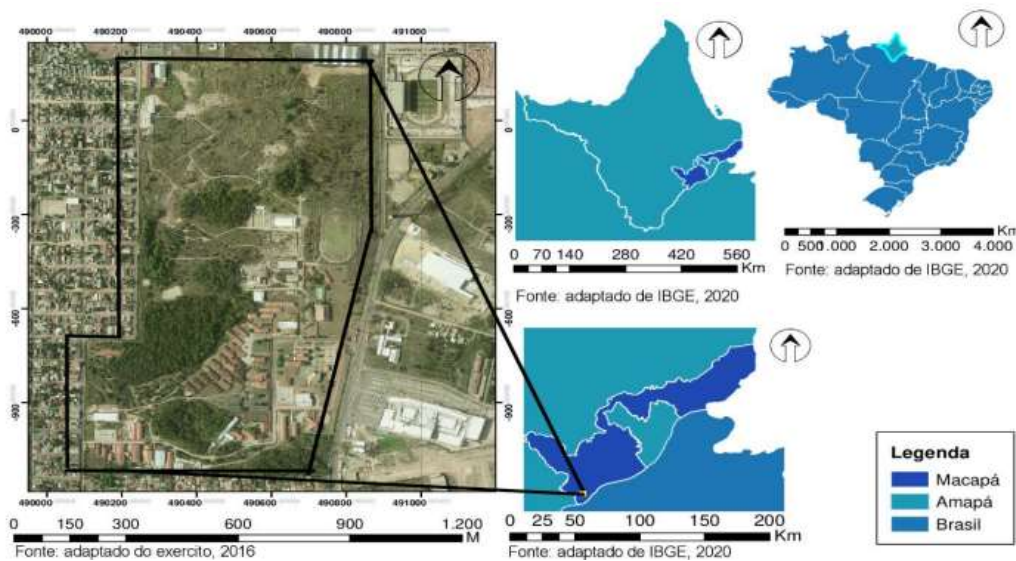 490000 490200 490400 490600 490800 491000
0
-300
-600
-900
0
-300
-600
-900
490000 490200 490400 490600 490800 491000
0 150 300 600 900 1.200
M
Fonte: adaptado do exercito, 2016
0 70 140 280 420 560
Km
Fonte: adaptado de IBGE, 2020
0 500 1.000 2.000 3.000 4.000
Km
Fonte: adaptado de IBGE, 2020
0 25 50 100 150 200
Km
Fonte: adaptado de IBGE, 2020
Legenda
Macapá
Amapá
Brasil